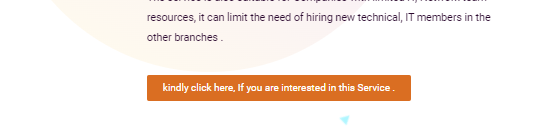 resources, it can limit the need of hiring new technical, IT members in the
other branches .
kindly click here, If you are interested in this Service .